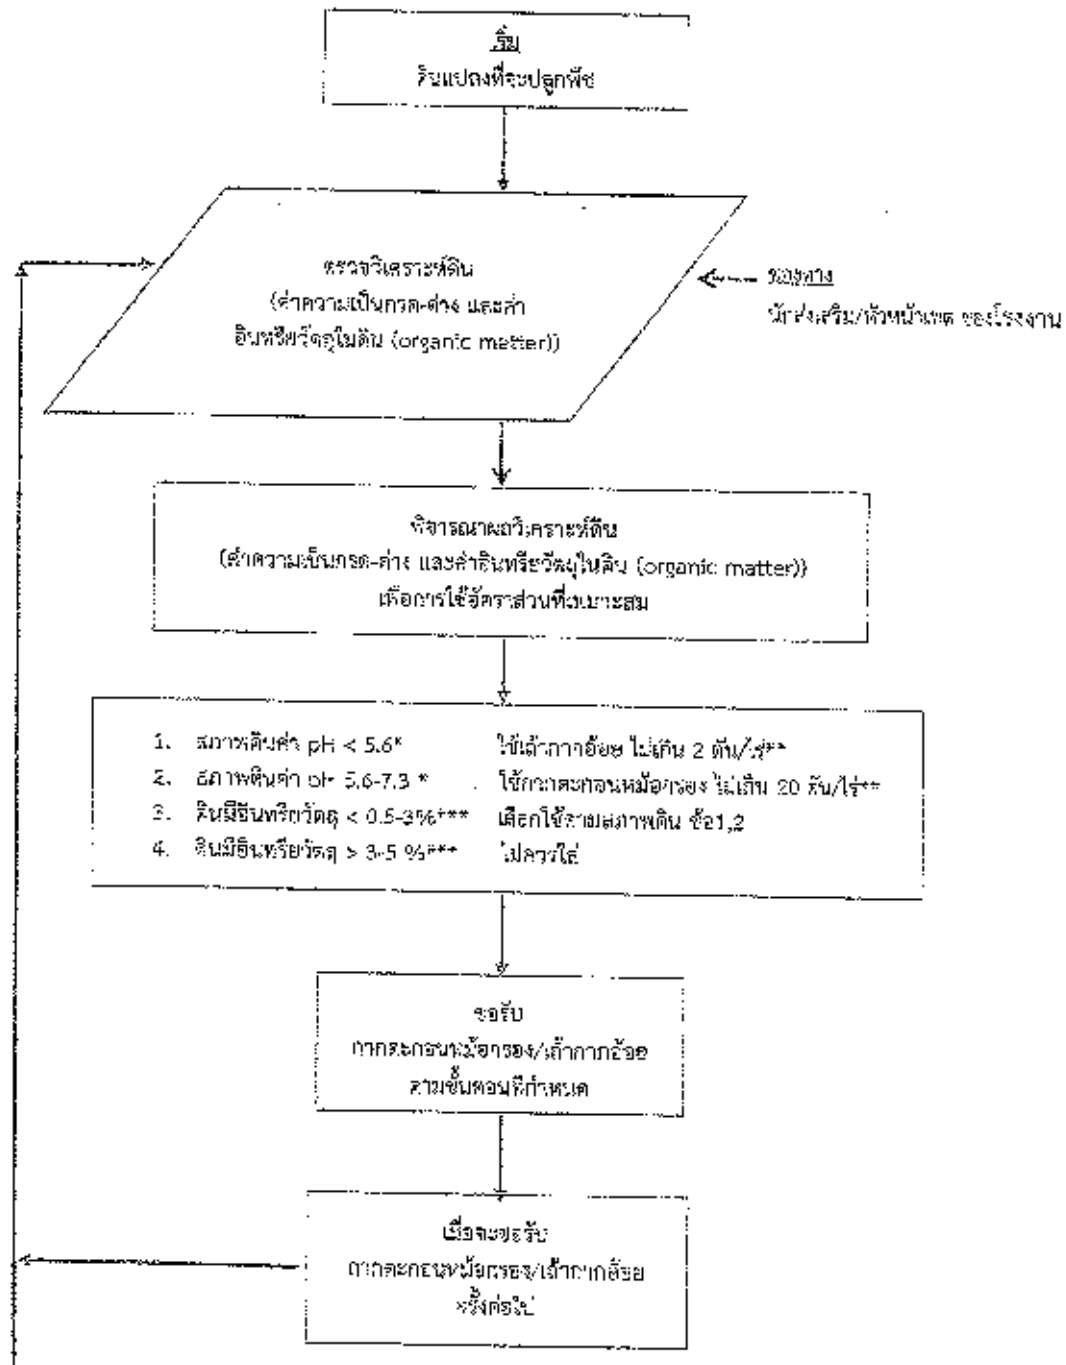 เริ่ม
ดินแปลงที่จะปลูกพืช
ตรวจวิเคราะห์ดิน
(ค่าความเป็นกรด-ด่าง และค่า
อินทรียวัตถุในดิน (organic matter))
ช่องทาง
นักส่งเสริม/หัวหน้าเขต ของโรงงาน
พิจารณาผลวิเคราะห์ดิน
(ค่าความเป็นกรด-ด่าง และค่าอินทรียวัตถุในดิน (organic matter))
เพื่อการใช้อัตราส่วนที่เหมาะสม
1. สภาพดินค่า pH < 5.6* ใช้เถ้ากากอ้อย ไม่เกิน 2 ตัน/ไร่**
2. สภาพดินค่า pH 5.6-7.3 * ใช้กากตะกอนหม้อกรอง ไม่เกิน 20 ตัน/ไร่**
3. ดินมีอินทรียวัตถุ < 0.5-3%*** เลือกใช้ตามสภาพดิน ข้อ1,2
4. ดินมีอินทรียวัตถุ > 3-5 %*** ไม่ควรใส่
ขอรับ
กากตะกอนหม้อกรอง/เถ้ากากอ้อย
ตามขั้นตอนที่กำหนด
เมื่อจะขอรับ
กากตะกอนหม้อกรอง/เถ้ากากอ้อย
ครั้งต่อไป